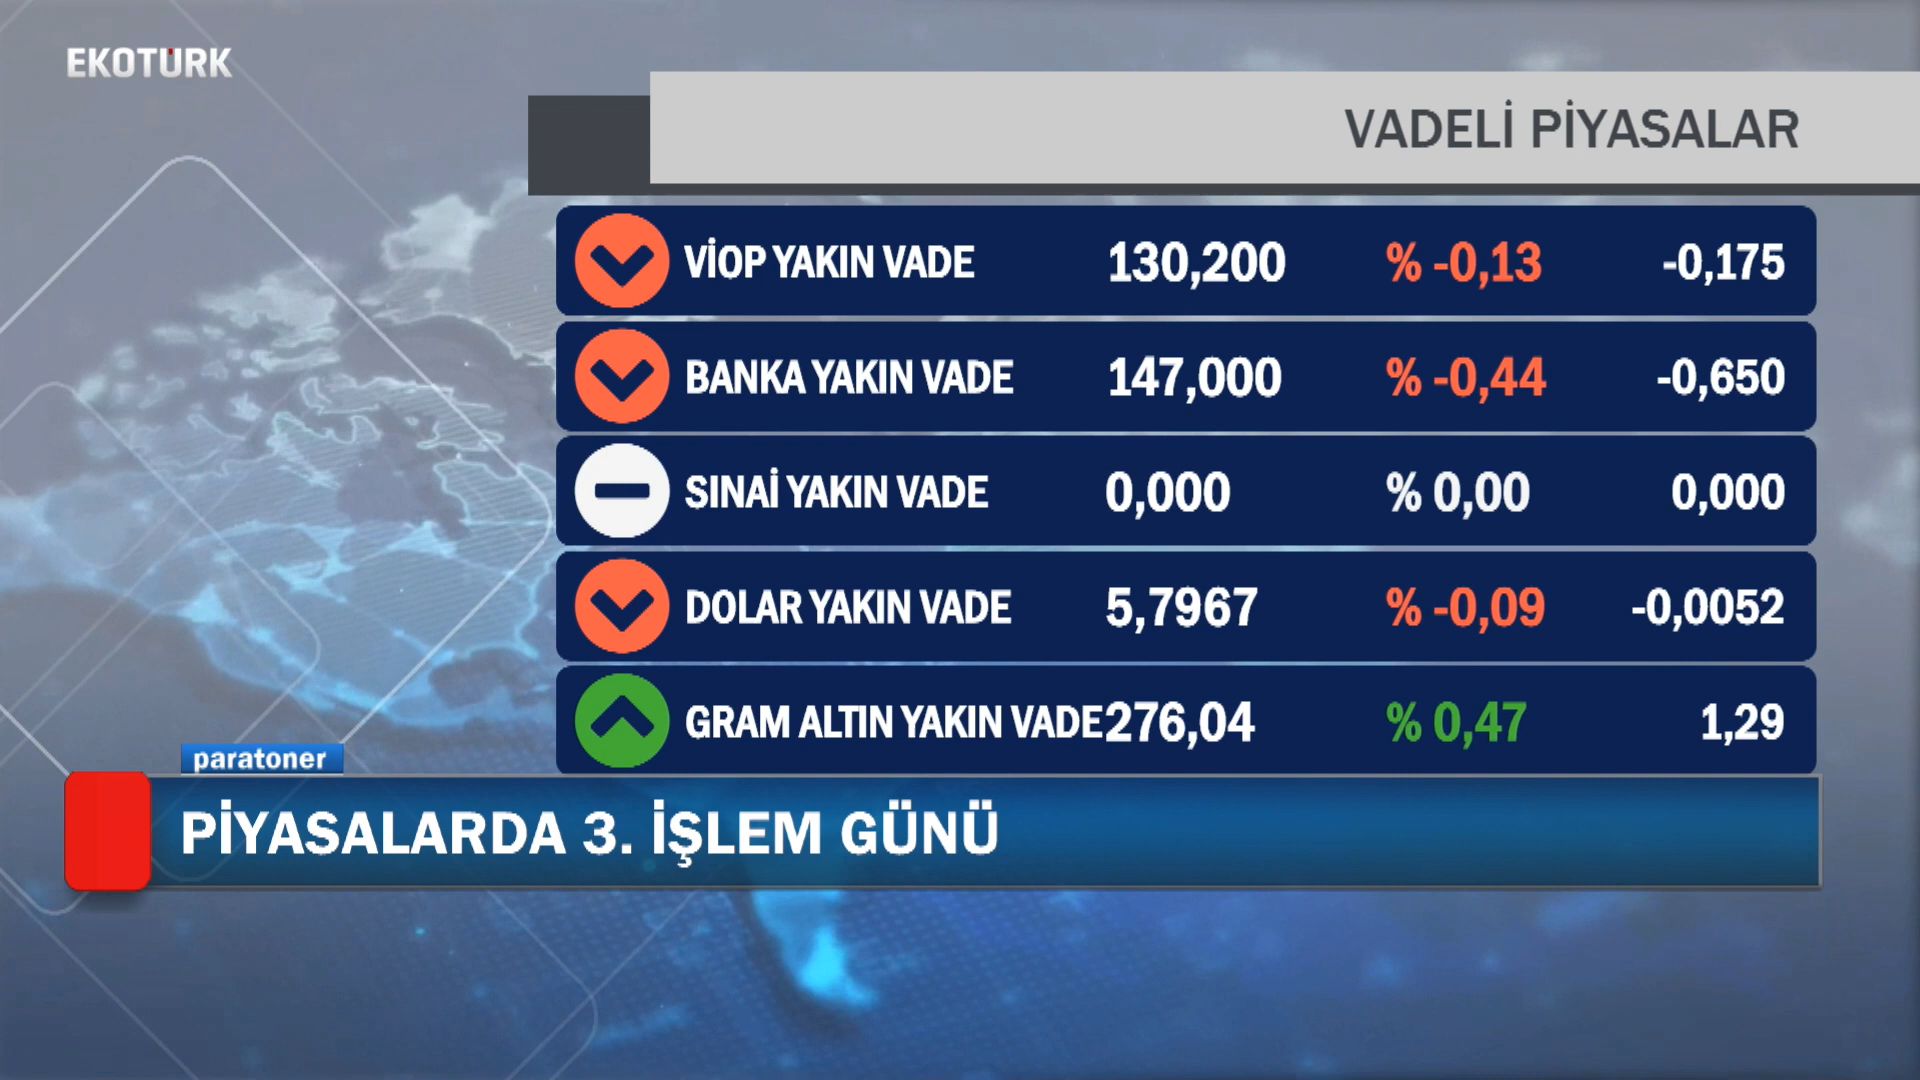 EKOTÜRK
VADELİ PİYASALAR
VİOP YAKIN VADE 130,200 % -0,13 -0,175
BANKA YAKIN VADE 147,000 % -0,44 -0,650
SINAİ YAKIN VADE 0,000 % 0,00 0,000
DOLAR YAKIN VADE 5,7967 % -0,09 -0,0052
GRAM ALTIN YAKIN VADE 276,04 % 0,47 1,29
paratoner
PİYASALARDA 3. İŞLEM GÜNÜ